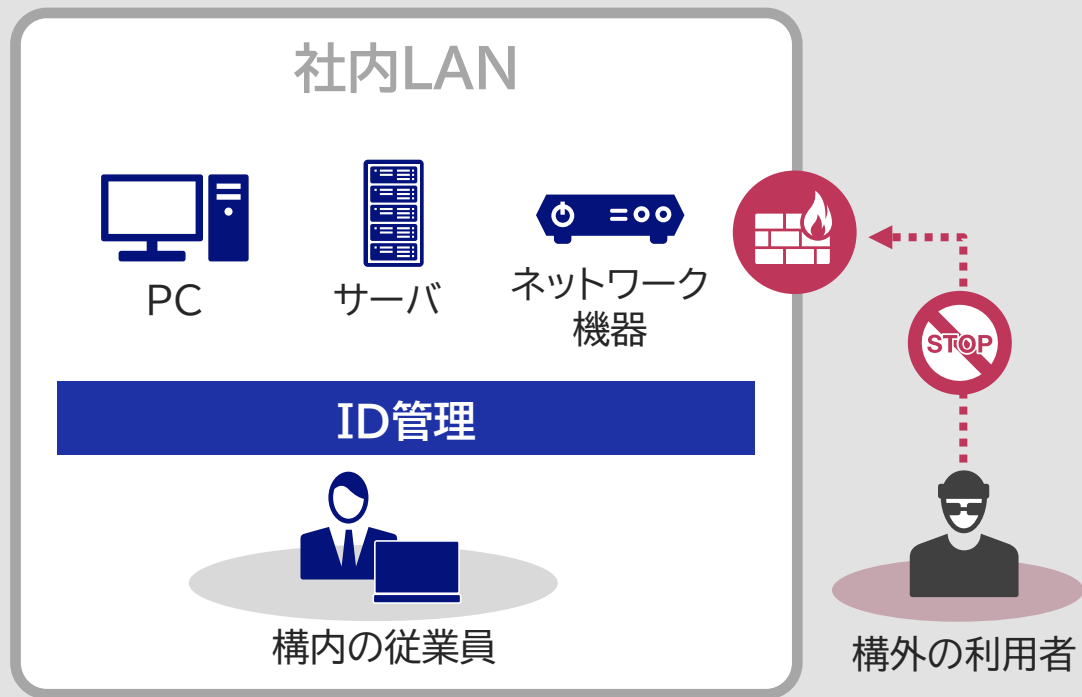 社内LAN
PC
サーバ
ネットワーク
機器
STOP
ID管理
構内の従業員
構外の利用者